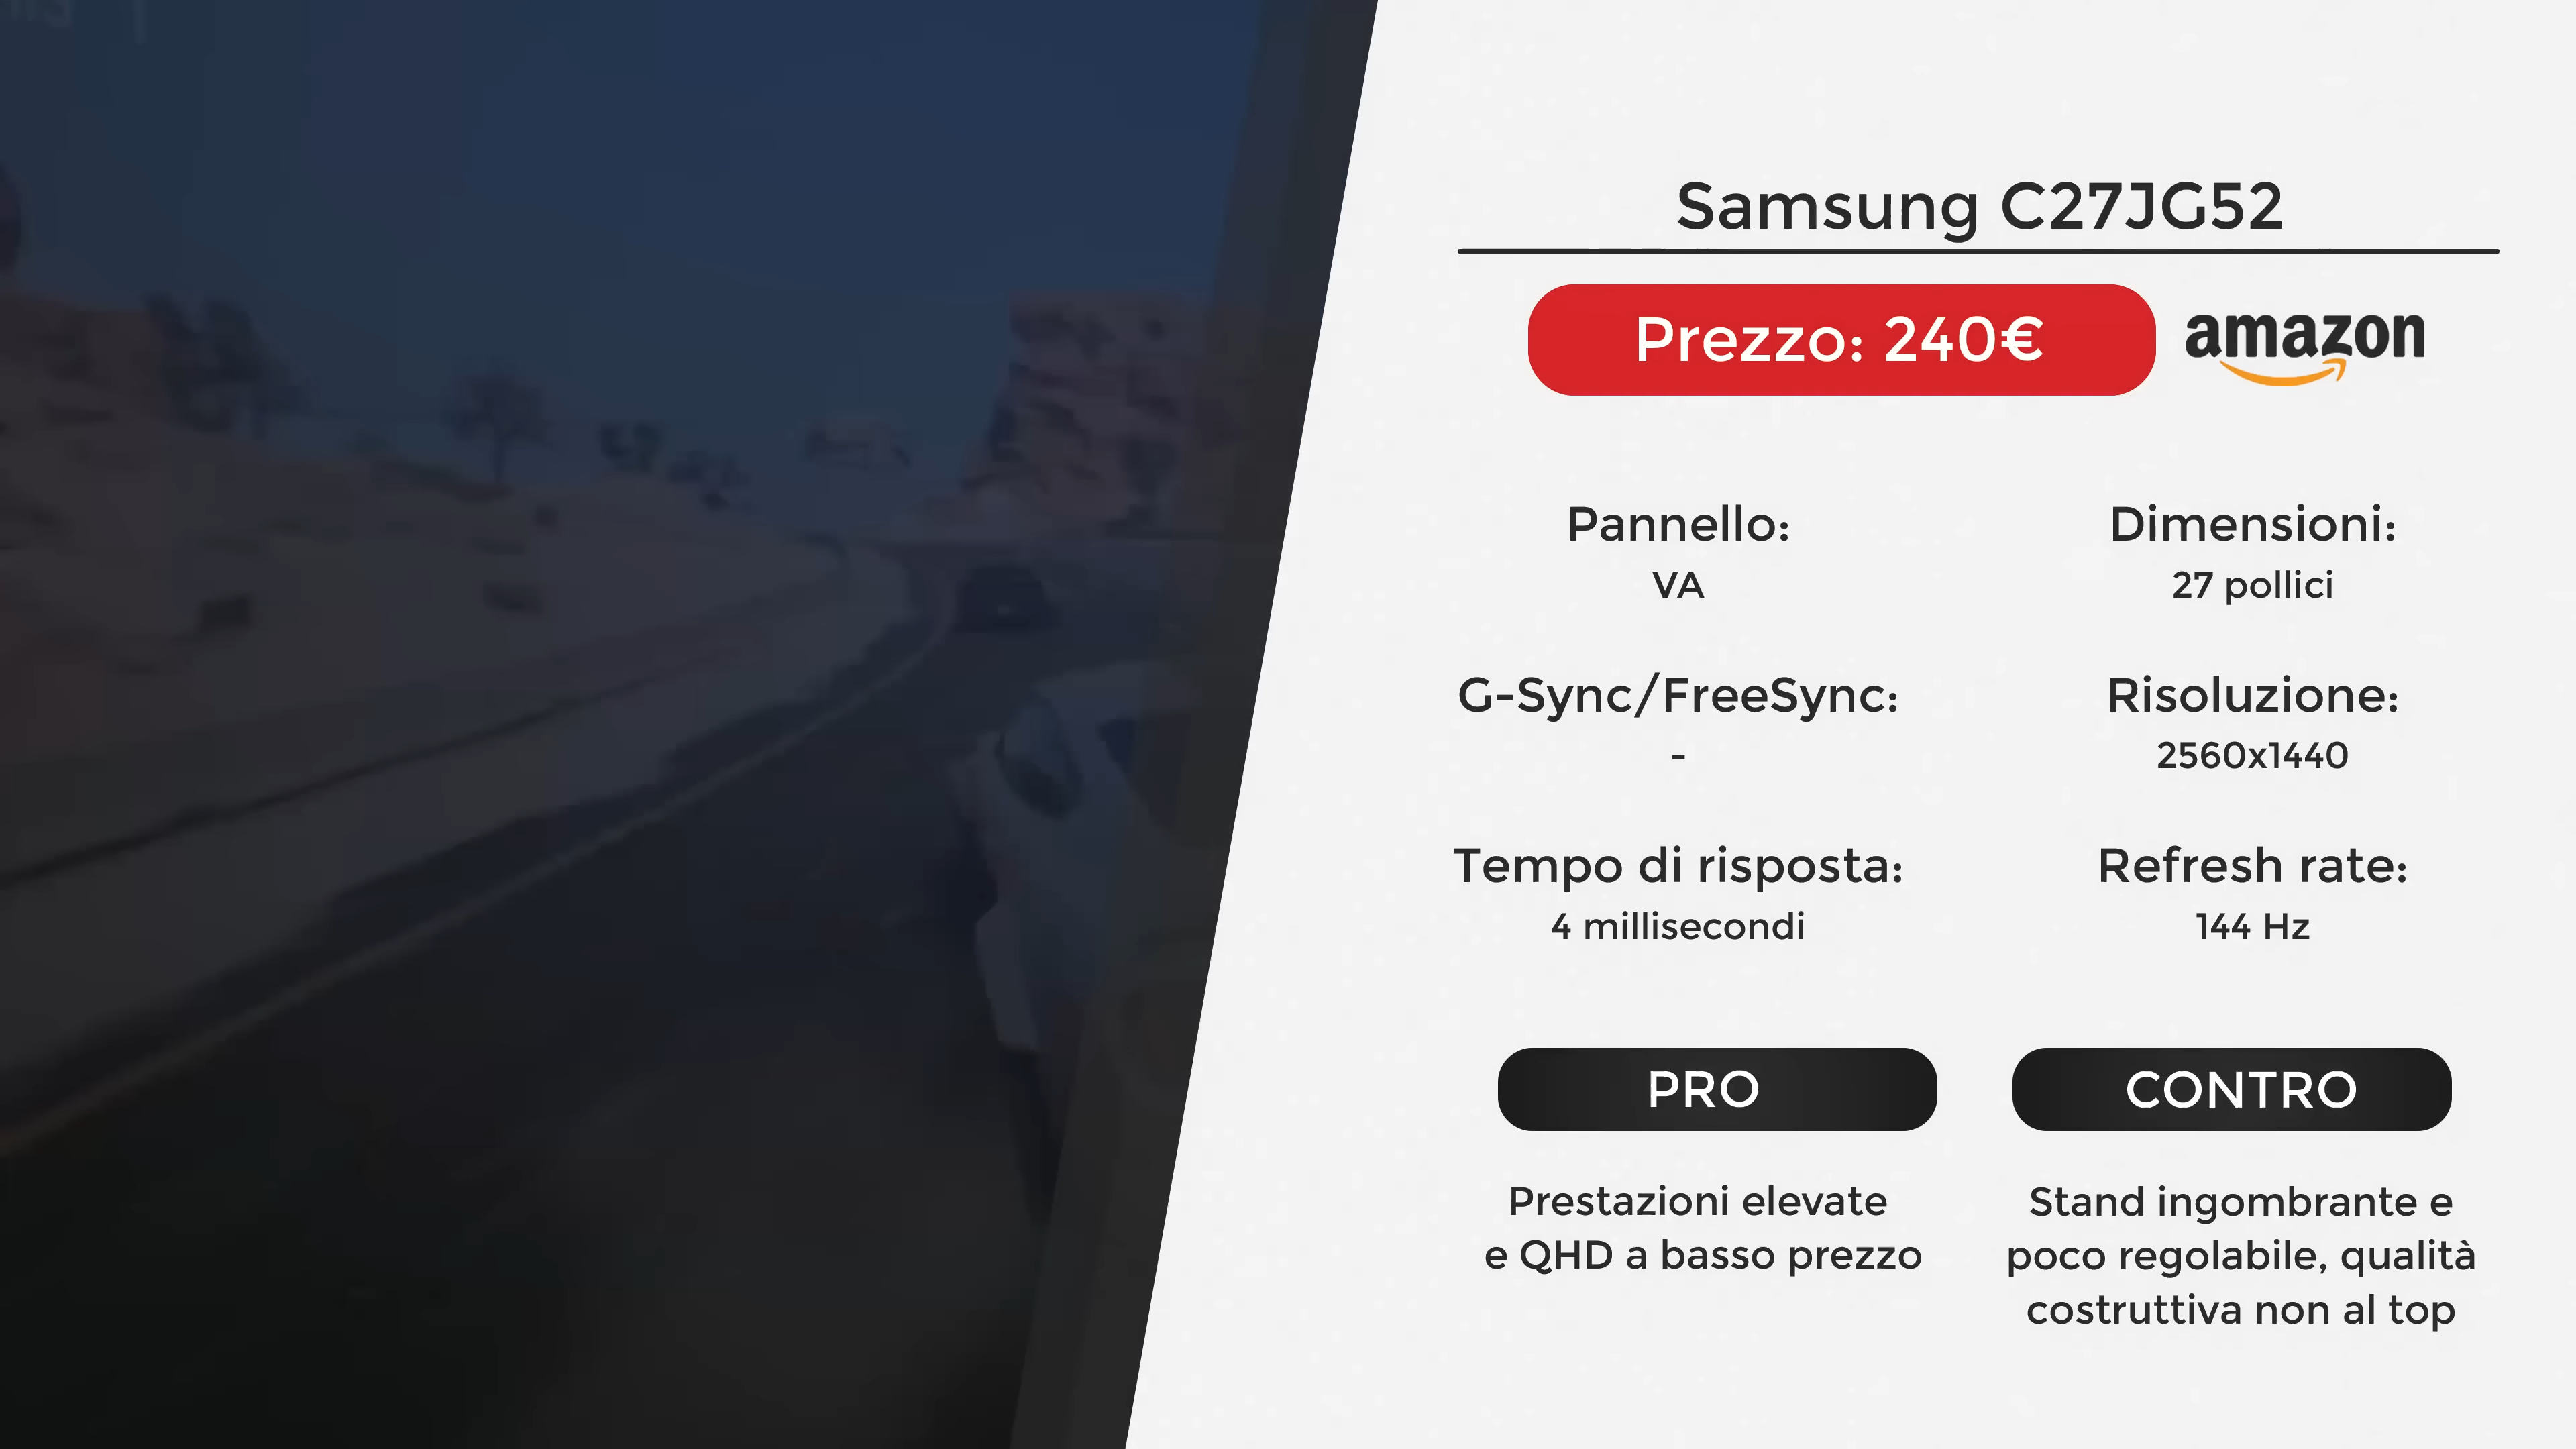 Samsung C27JG52
Prezzo: 240€
amazon
Pannello:
VA
Dimensioni:
27 pollici
G-Sync/FreeSync:
-
Risoluzione:
2560x1440
Tempo di risposta:
4 millisecondi
Refresh rate:
144 Hz
PRO
Prestazioni elevate
e QHD a basso prezzo
CONTRO
Stand ingombrante e
poco regolabile, qualità
costruttiva non al top